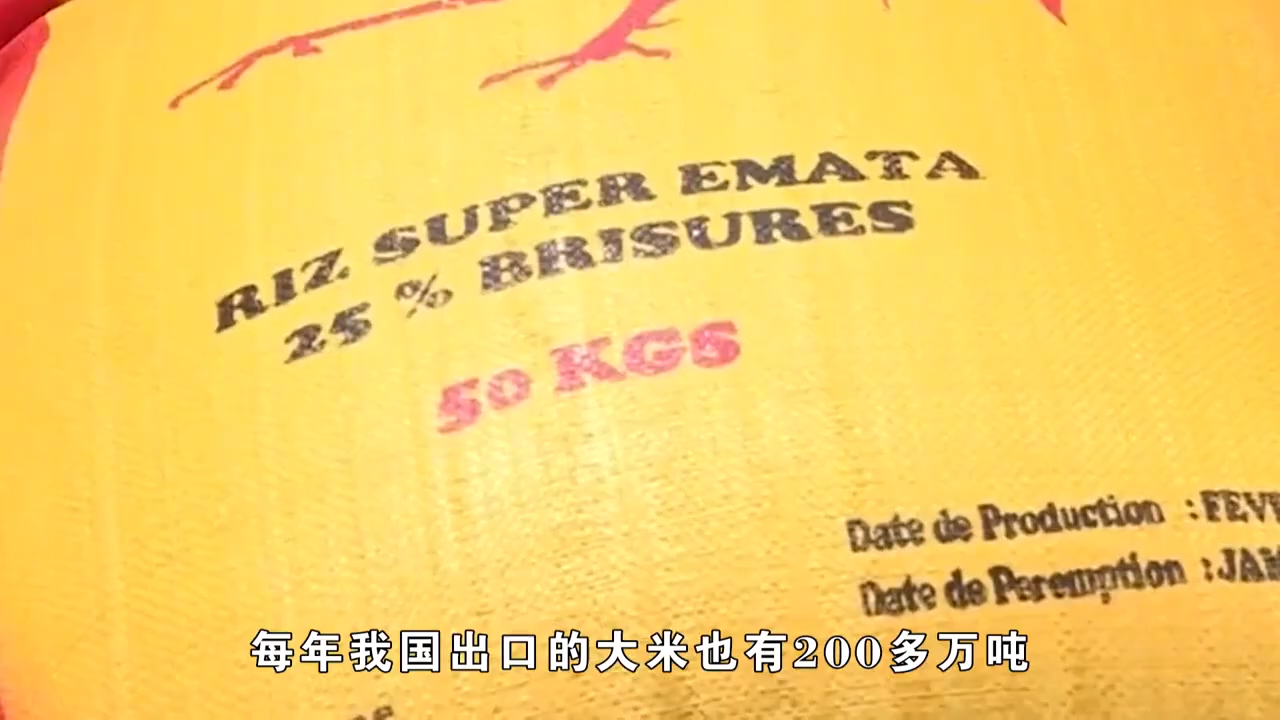 RIZ SUPER EMATA
25 % BRISURES
50 KGS
Date de Production :
Date de Peremption :
每年我国出口的大米也有200多万吨